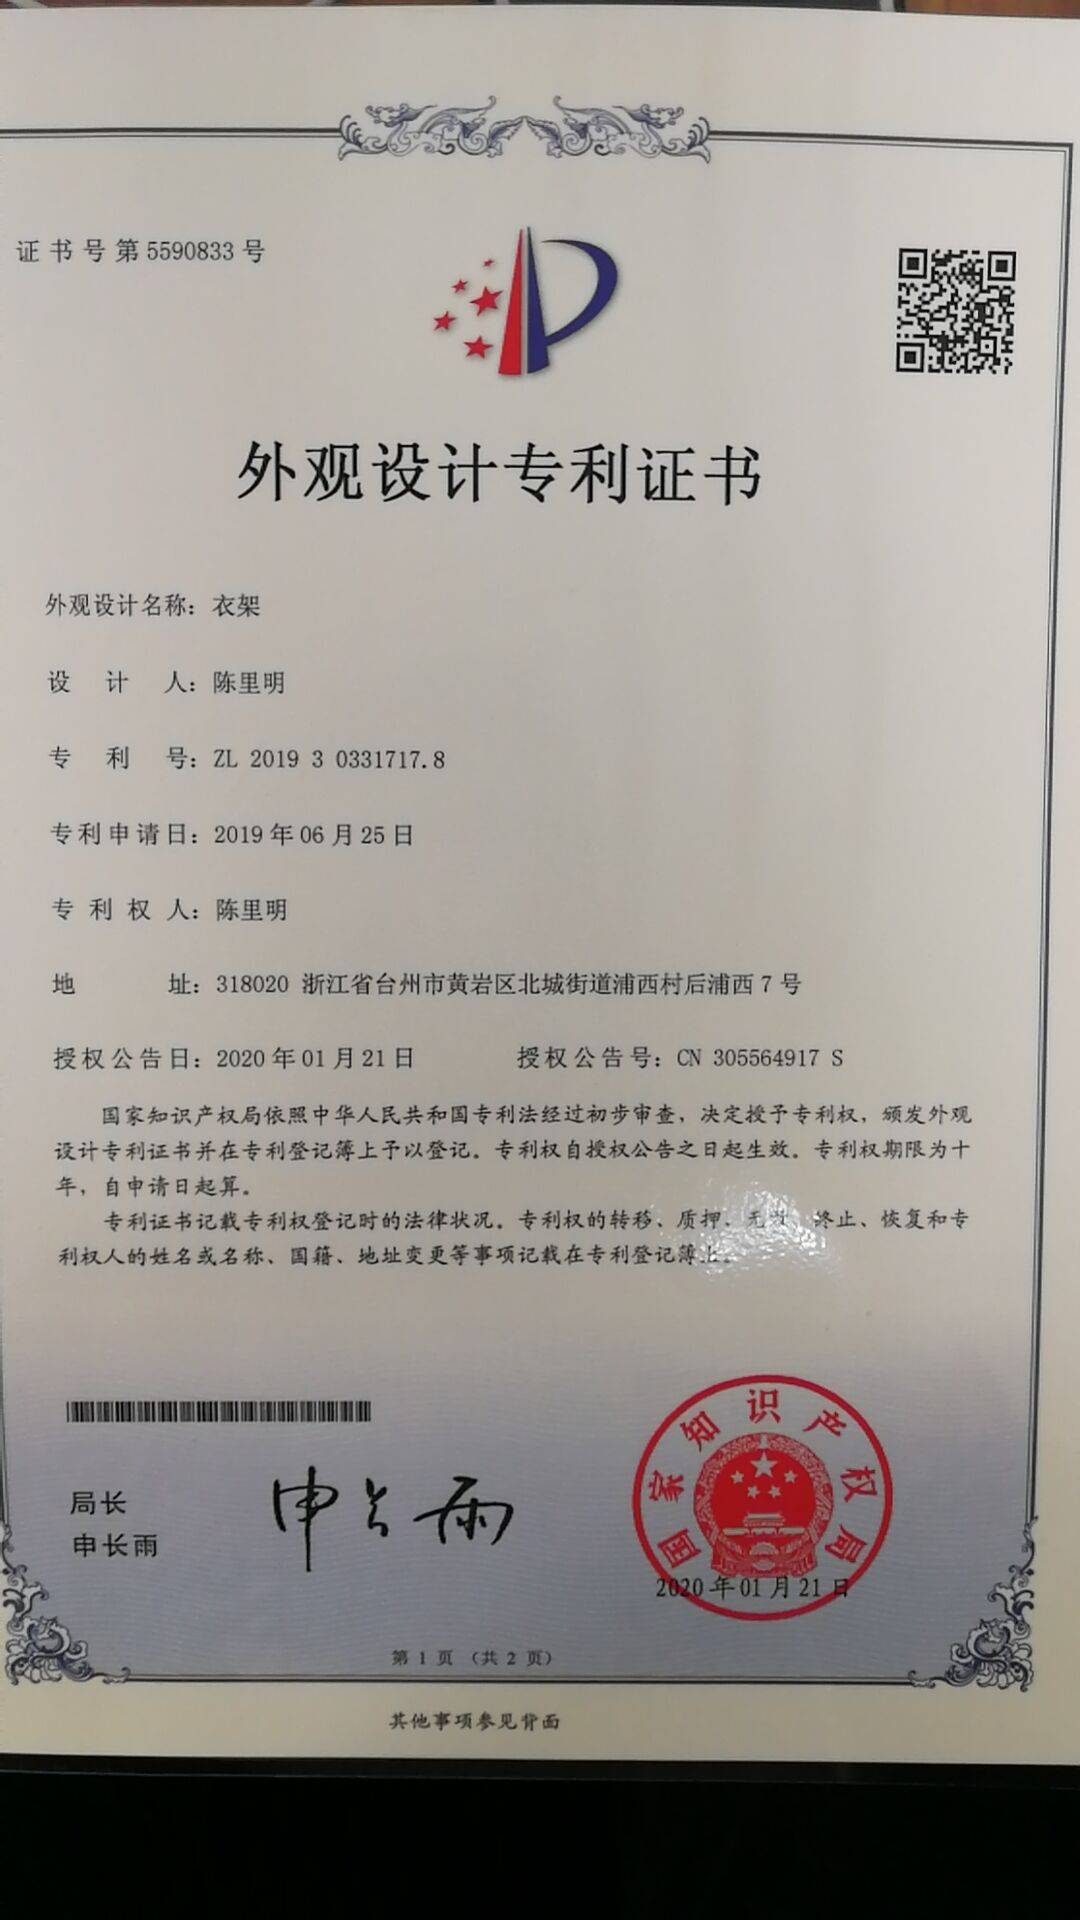 证书号第5590833号
外观设计专利证书
外观设计名称：衣架
设计人：陈里明
专利号：ZL 2019 3 0331717.8
专利申请日：2019年06月25日
专利权人：陈里明
地址：318020 浙江省台州市黄岩区北城街道浦西村后浦西7号
授权公告日：2020年01月21日 授权公告号：CN 305564917 S
国家知识产权局依照中华人民共和国专利法经过初步审查，决定授予专利权，颁发外观
设计专利证书并在专利登记簿上予以登记。专利权自授权公告之日起生效。专利权期限为十
年，自申请日起算。
专利证书记载专利权登记时的法律状况。专利权的转移、质押、无效、终止、恢复和专
利权人的姓名或名称、国籍、地址变更等事项记载在专利登记簿上。
局长
申长雨
申长雨
国家知识产权局
2020年01月21日
第 1 页 （共 2 页）
其他事项参见背面